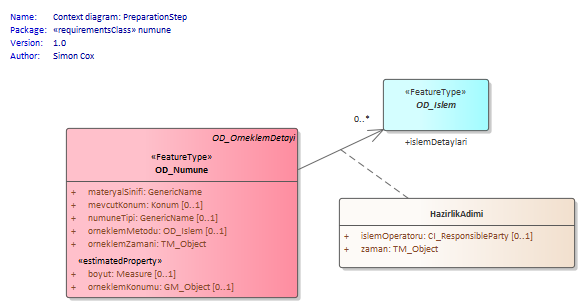 Name: Context diagram: PreparationStep
Package: «requirementsClass» numune
Version: 1.0
Author: Simon Cox
«FeatureType»
OD_Islem
0..*
+islemDetaylari
OD_OrneklemDetayi
«FeatureType»
OD_Numune
+ materyalSinifi: GenericName
+ mevcutKonum: Konum [0..1]
+ numuneTipi: GenericName [0..1]
+ orneklemMetodu: OD_Islem [0..1]
+ orneklemZamani: TM_Object
«estimatedProperty»
+ boyut: Measure [0..1]
+ orneklemKonumu: GM_Object [0..1]
HazirlikAdimi
+ islemOperatoru: CI_ResponsibleParty [0..1]
+ zaman: TM_Object